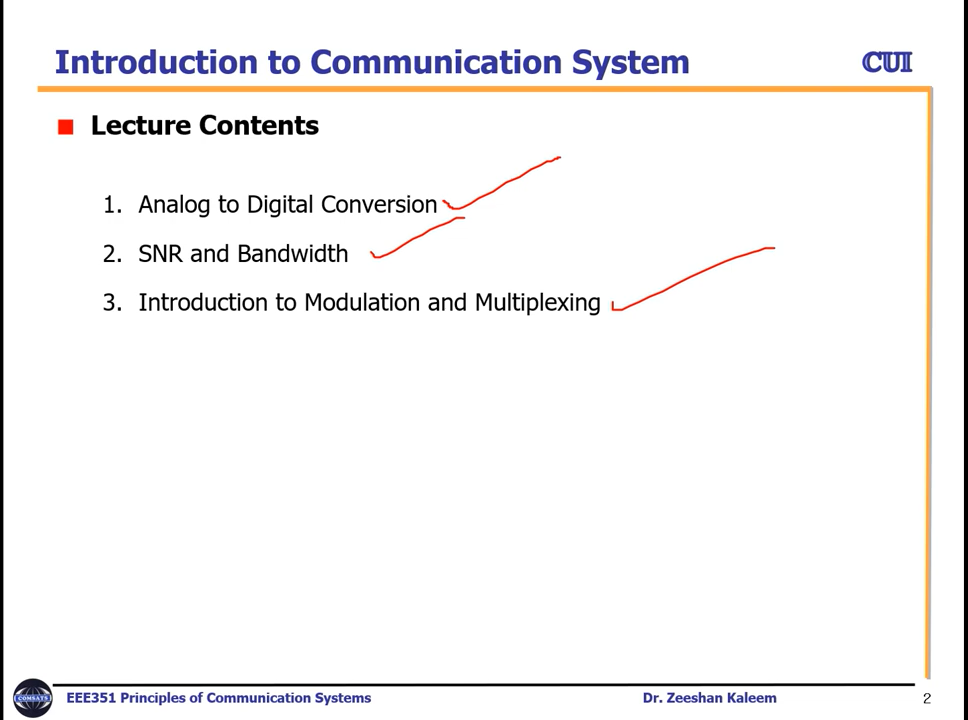 Introduction to Communication System
CUI
Lecture Contents
1. Analog to Digital Conversion
2. SNR and Bandwidth
3. Introduction to Modulation and Multiplexing
COMSATS
EEE351 Principles of Communication Systems
Dr. Zeeshan Kaleem
2